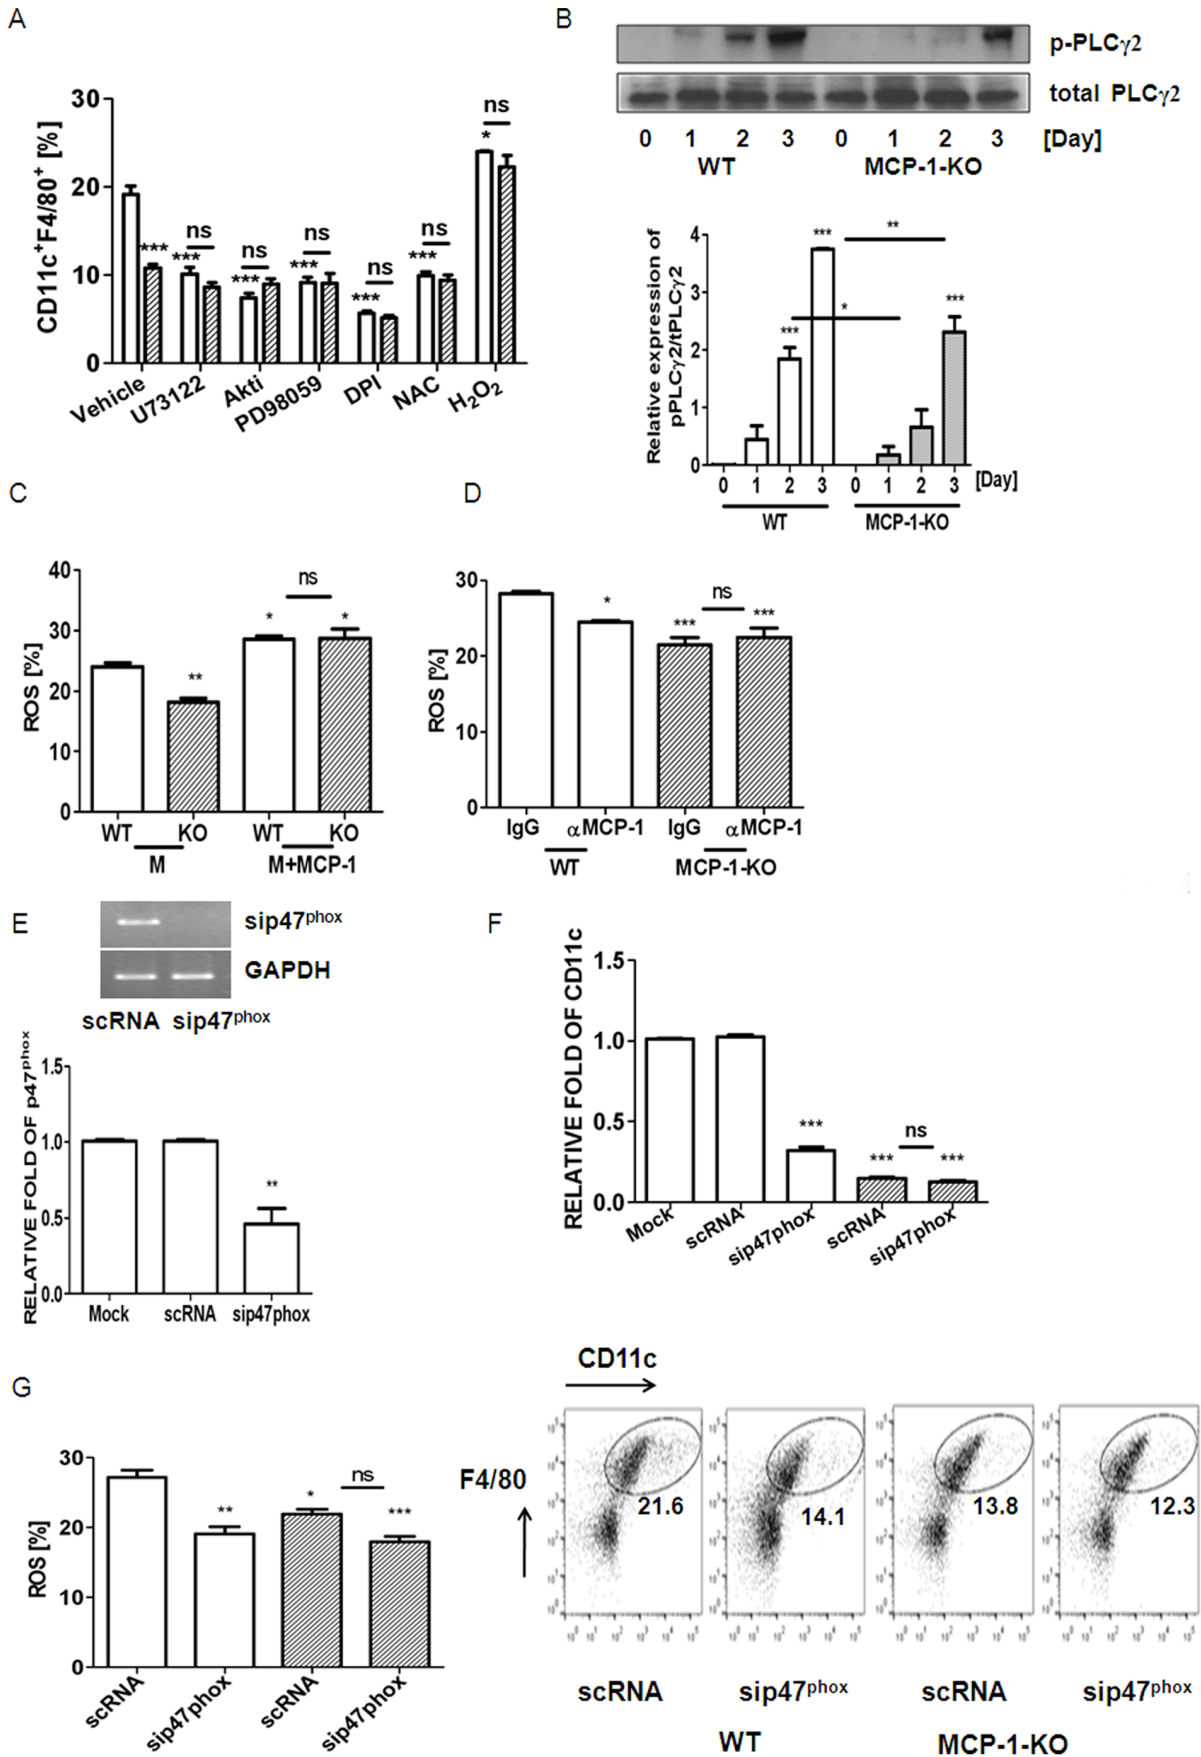 A
CD11c⁺F4/80⁺ [%]
30
20
10
0
***
***
ns
***
ns
***
ns
***
ns
***
ns
*
ns
Vehicle
U73122
Akti
PD98059
DPI
NAC
H₂O₂
B
p-PLCγ2
total PLCγ2
0 1 2 3 0 1 2 3 [Day]
WT MCP-1-KO
Relative expression of
pPLCγ2/tPLCγ2
4
3
2
1
0
***
***
**
*
***
0 1 2 3 0 1 2 3 [Day]
WT MCP-1-KO
C
ROS [%]
40
30
20
10
0
**
*
ns
*
WT KO WT KO
M M+MCP-1
D
ROS [%]
30
20
10
0
*
***
ns
***
IgG αMCP-1 IgG αMCP-1
WT MCP-1-KO
E
sip47phox
GAPDH
scRNA sip47phox
RELATIVE FOLD OF p47phox
1.5
1.0
0.5
0.0
**
Mock scRNA sip47phox
F
RELATIVE FOLD OF CD11c
1.5
1.0
0.5
0.0
***
***
ns
***
Mock
scRNA
sip47phox
scRNA
sip47phox
G
ROS [%]
30
20
10
0
**
*
ns
***
scRNA
sip47phox
scRNA
sip47phox
CD11c
F4/80
21.6
14.1
13.8
12.3
scRNA sip47phox scRNA sip47phox
WT MCP-1-KO